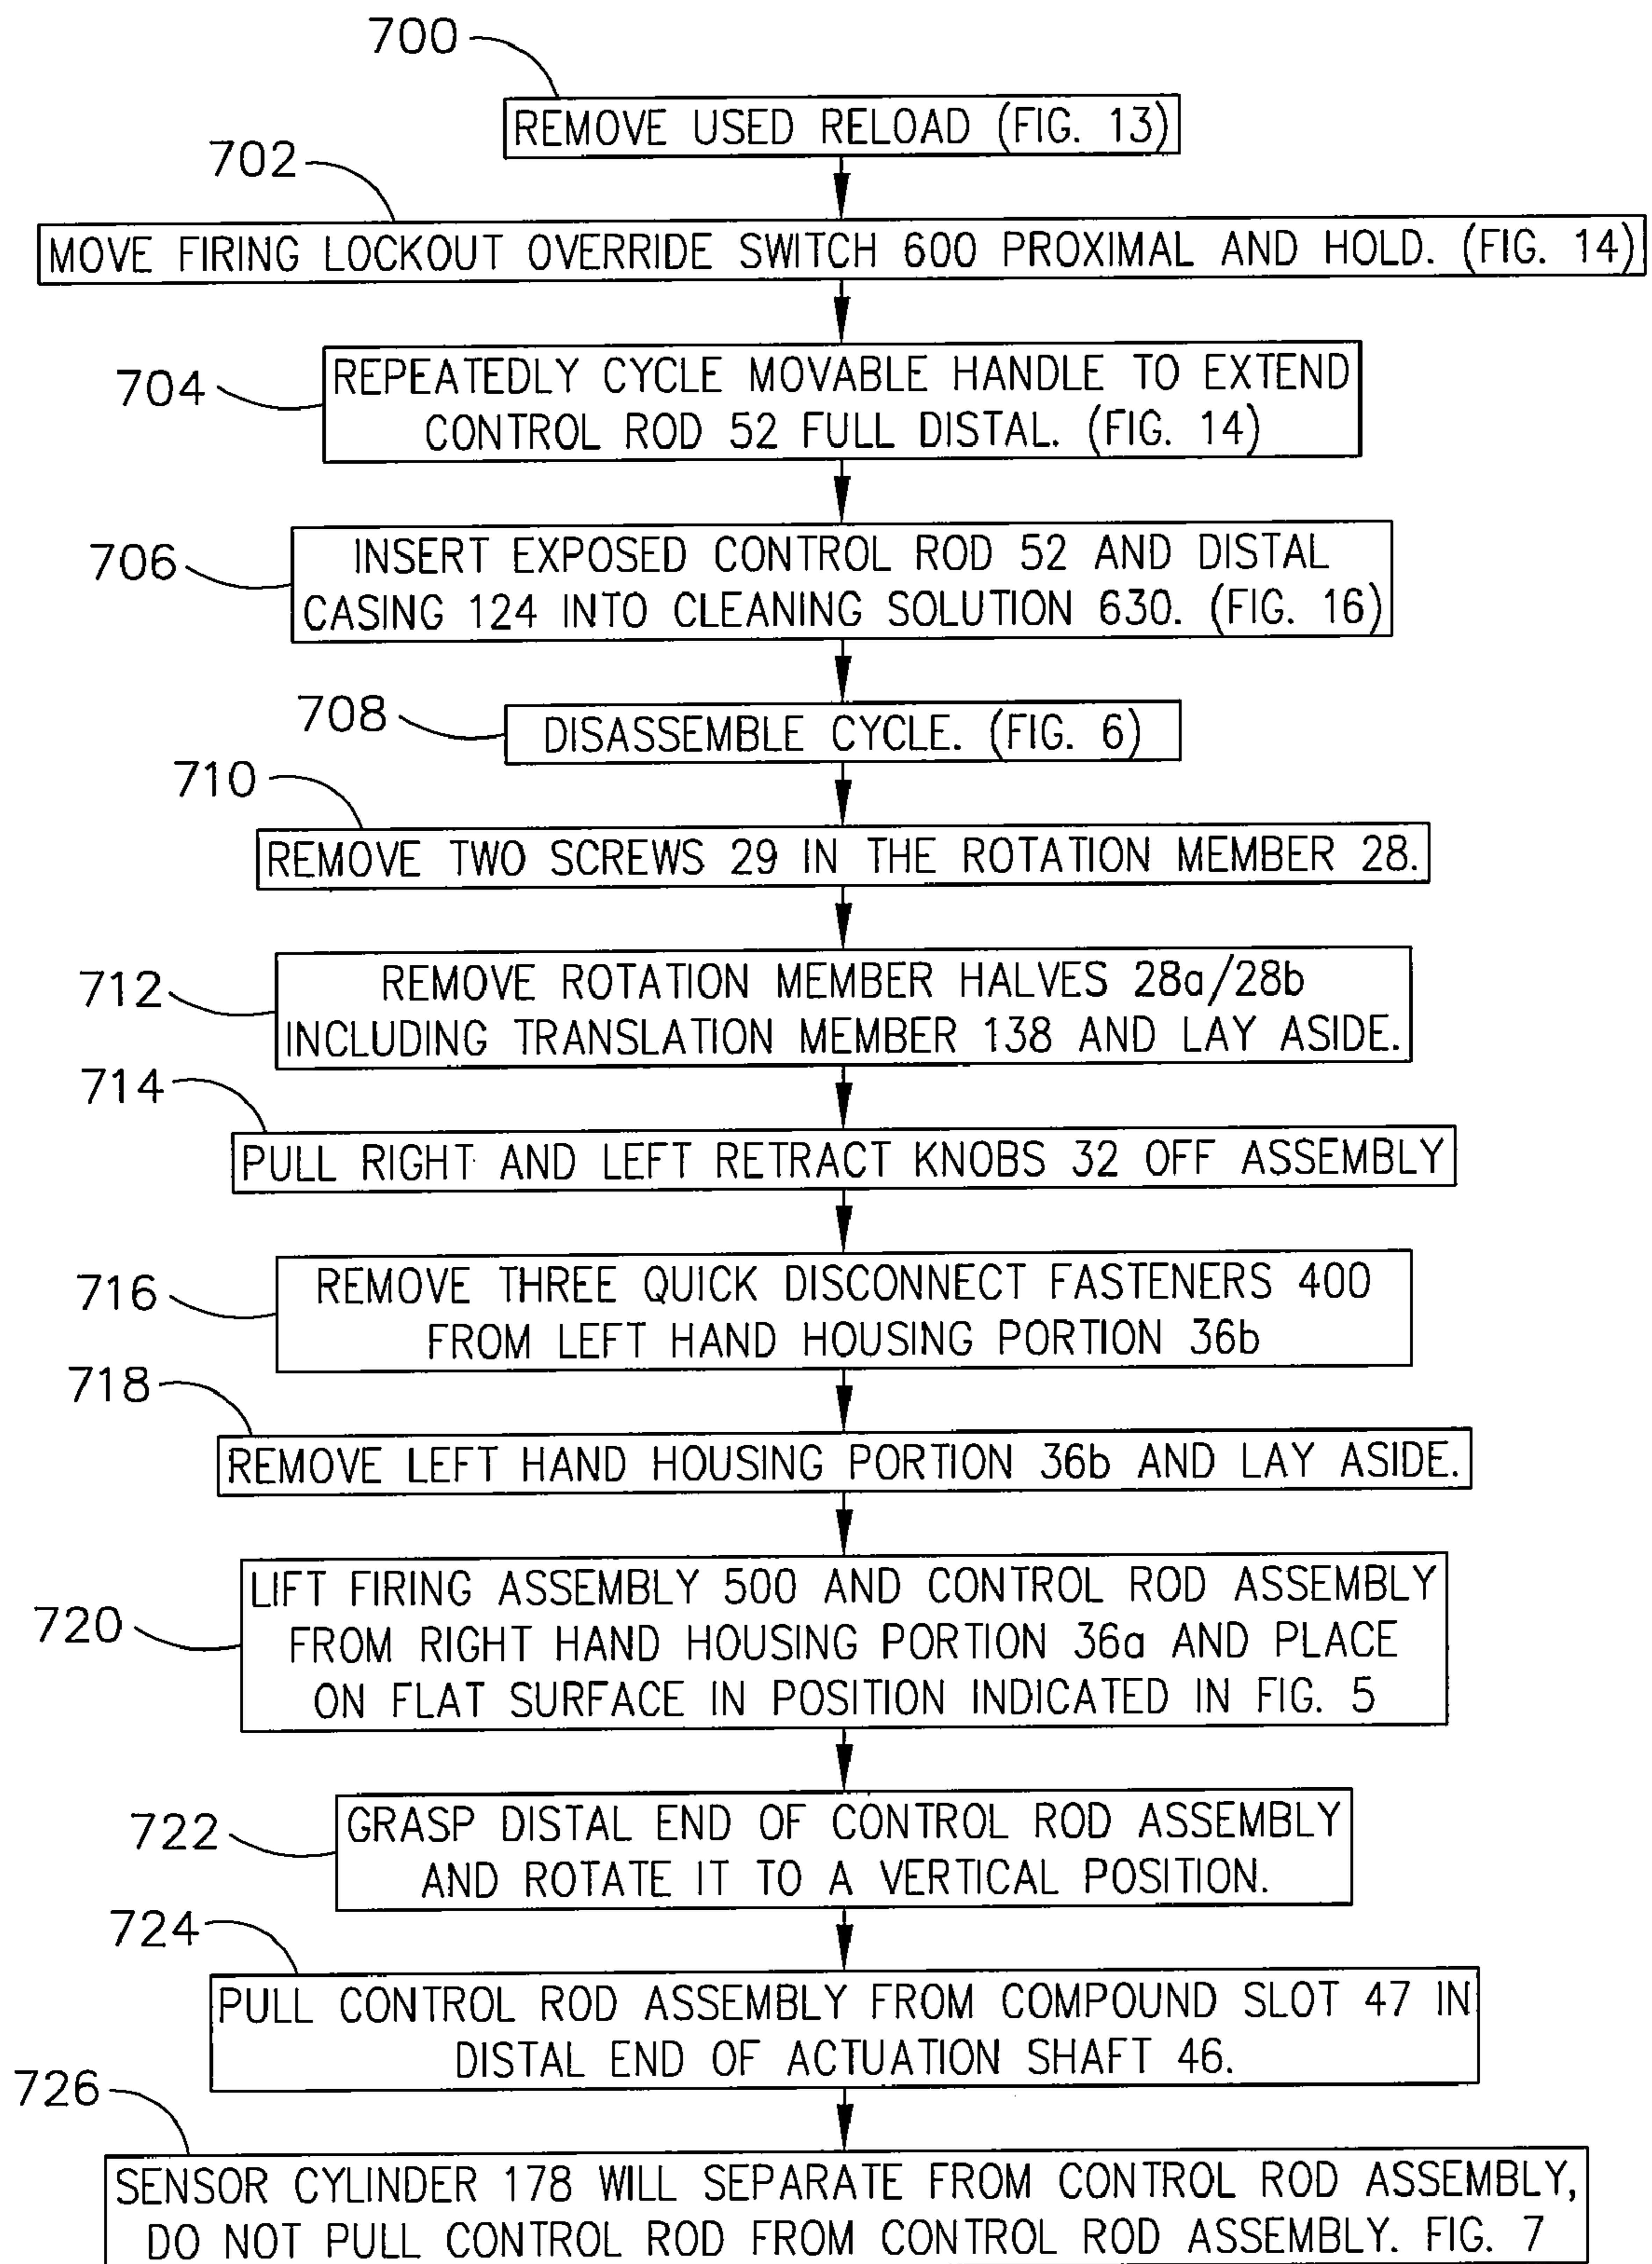 700
REMOVE USED RELOAD (FIG. 13)
702
MOVE FIRING LOCKOUT OVERRIDE SWITCH 600 PROXIMAL AND HOLD. (FIG. 14)
704
REPEATEDLY CYCLE MOVABLE HANDLE TO EXTEND
CONTROL ROD 52 FULL DISTAL. (FIG. 14)
706
INSERT EXPOSED CONTROL ROD 52 AND DISTAL
CASING 124 INTO CLEANING SOLUTION 630. (FIG. 16)
708
DISASSEMBLE CYCLE. (FIG. 6)
710
REMOVE TWO SCREWS 29 IN THE ROTATION MEMBER 28.
712
REMOVE ROTATION MEMBER HALVES 28a/28b
INCLUDING TRANSLATION MEMBER 138 AND LAY ASIDE.
714
PULL RIGHT AND LEFT RETRACT KNOBS 32 OFF ASSEMBLY
716
REMOVE THREE QUICK DISCONNECT FASTENERS 400
FROM LEFT HAND HOUSING PORTION 36b
718
REMOVE LEFT HAND HOUSING PORTION 36b AND LAY ASIDE.
720
LIFT FIRING ASSEMBLY 500 AND CONTROL ROD ASSEMBLY
FROM RIGHT HAND HOUSING PORTION 36a AND PLACE
ON FLAT SURFACE IN POSITION INDICATED IN FIG. 5
722
GRASP DISTAL END OF CONTROL ROD ASSEMBLY
AND ROTATE IT TO A VERTICAL POSITION.
724
PULL CONTROL ROD ASSEMBLY FROM COMPOUND SLOT 47 IN
DISTAL END OF ACTUATION SHAFT 46.
726
SENSOR CYLINDER 178 WILL SEPARATE FROM CONTROL ROD ASSEMBLY,
DO NOT PULL CONTROL ROD FROM CONTROL ROD ASSEMBLY. FIG. 7